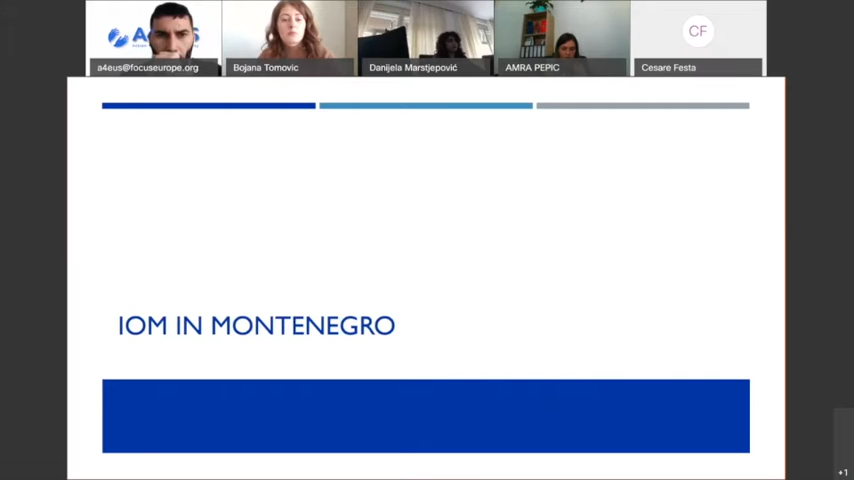 a4eus@focuseurope.org
Bojana Tomovic
Danijela Marstjepović
AMRA PEPIC
CF
Cesare Festa
IOM IN MONTENEGRO
+1